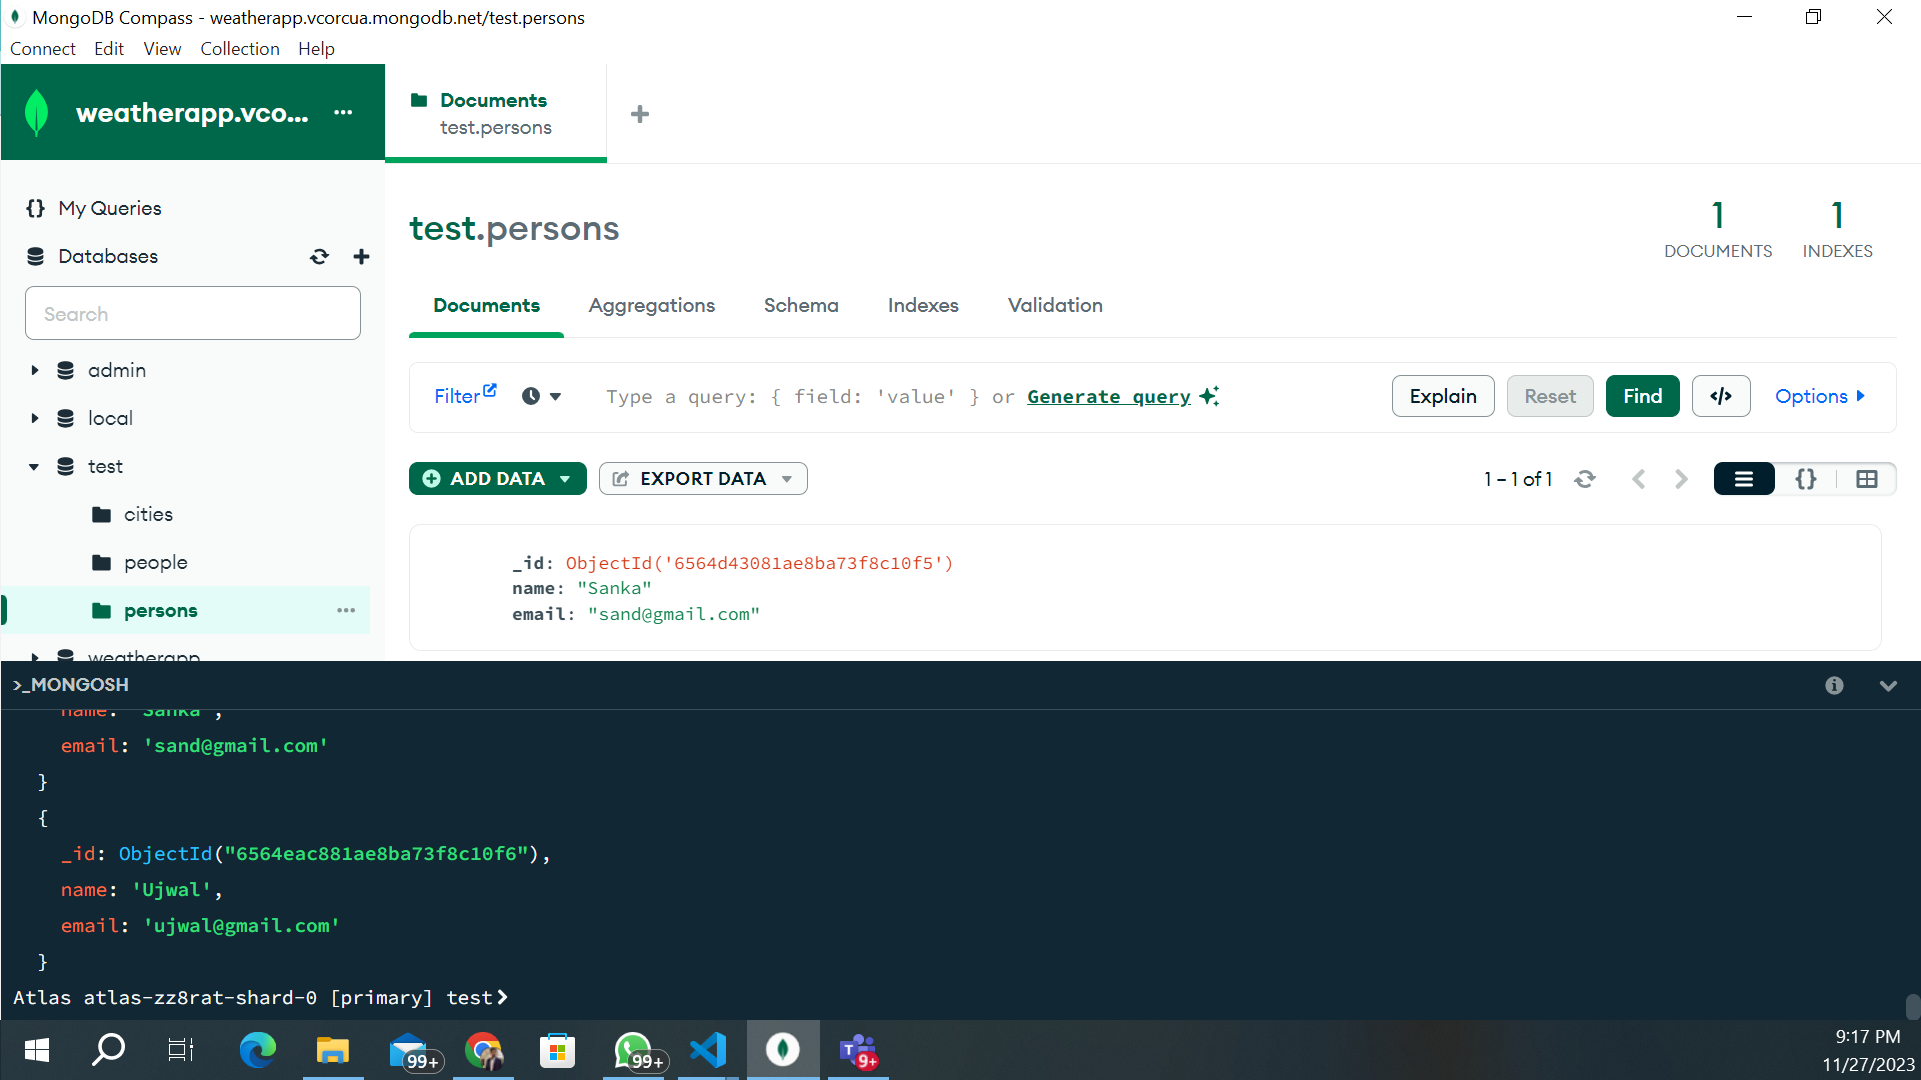 MongoDB Compass - weatherapp.vcorcua.mongodb.net/test.persons
Connect Edit View Collection Help
weatherapp.vco...
Documents
test.persons
My Queries
Databases
Search
admin
local
test
cities
people
persons
weatherapp
test.persons
1
DOCUMENTS
1
INDEXES
Documents Aggregations Schema Indexes Validation
Filter Type a query: { field: 'value' } or Generate query Explain Reset Find </> Options
ADD DATA EXPORT DATA 1 – 1 of 1 {}
_id: ObjectId('6564d43081ae8ba73f8c10f5')
name: "Sanka"
email: "sand@gmail.com"
>_MONGOSH
name: 'Sanka',
email: 'sand@gmail.com'
}
{
_id: ObjectId("6564eac881ae8ba73f8c10f6"),
name: 'Ujwal',
email: 'ujwal@gmail.com'
}
Atlas atlas-zz8rat-shard-0 [primary] test>
99+ 99+ T 9+
9:17 PM
11/27/2023